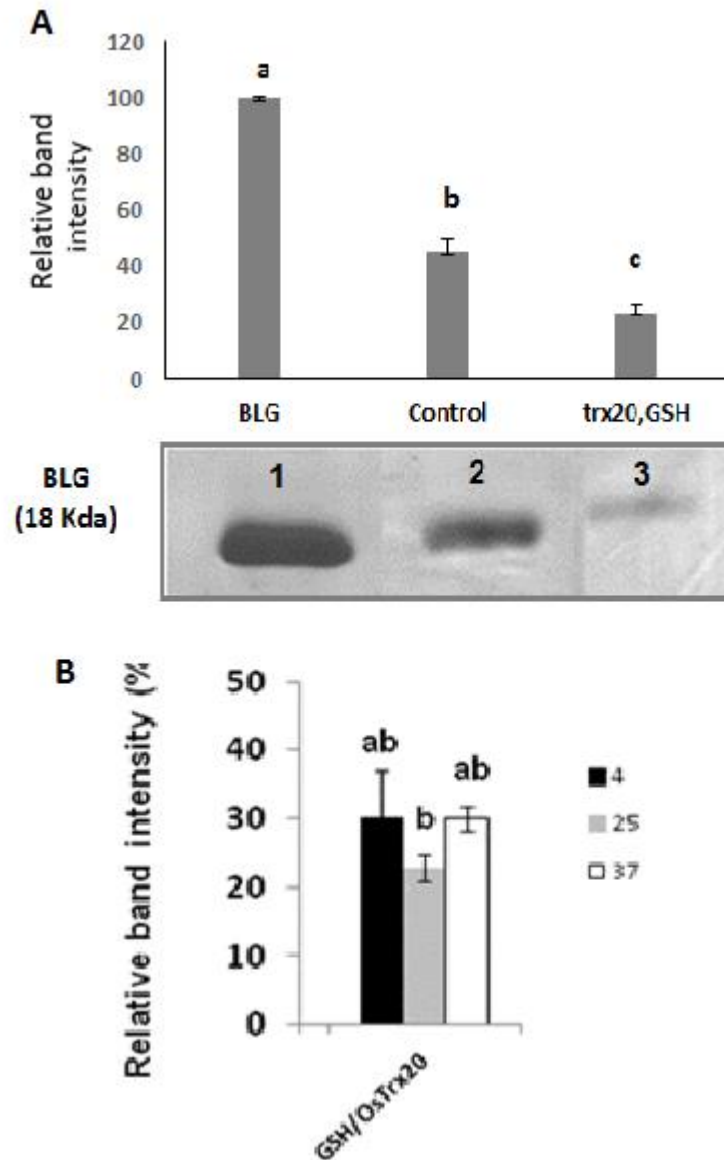 A
120
100
80
60
40
20
0
Relative band
intensity
a
b
c
BLG Control trx20,GSH
BLG
(18 Kda)
1 2 3
B
Relative band intensity (%
50
40
30
20
10
0
ab
b
ab
4
25
37
GSH/OsTrx20